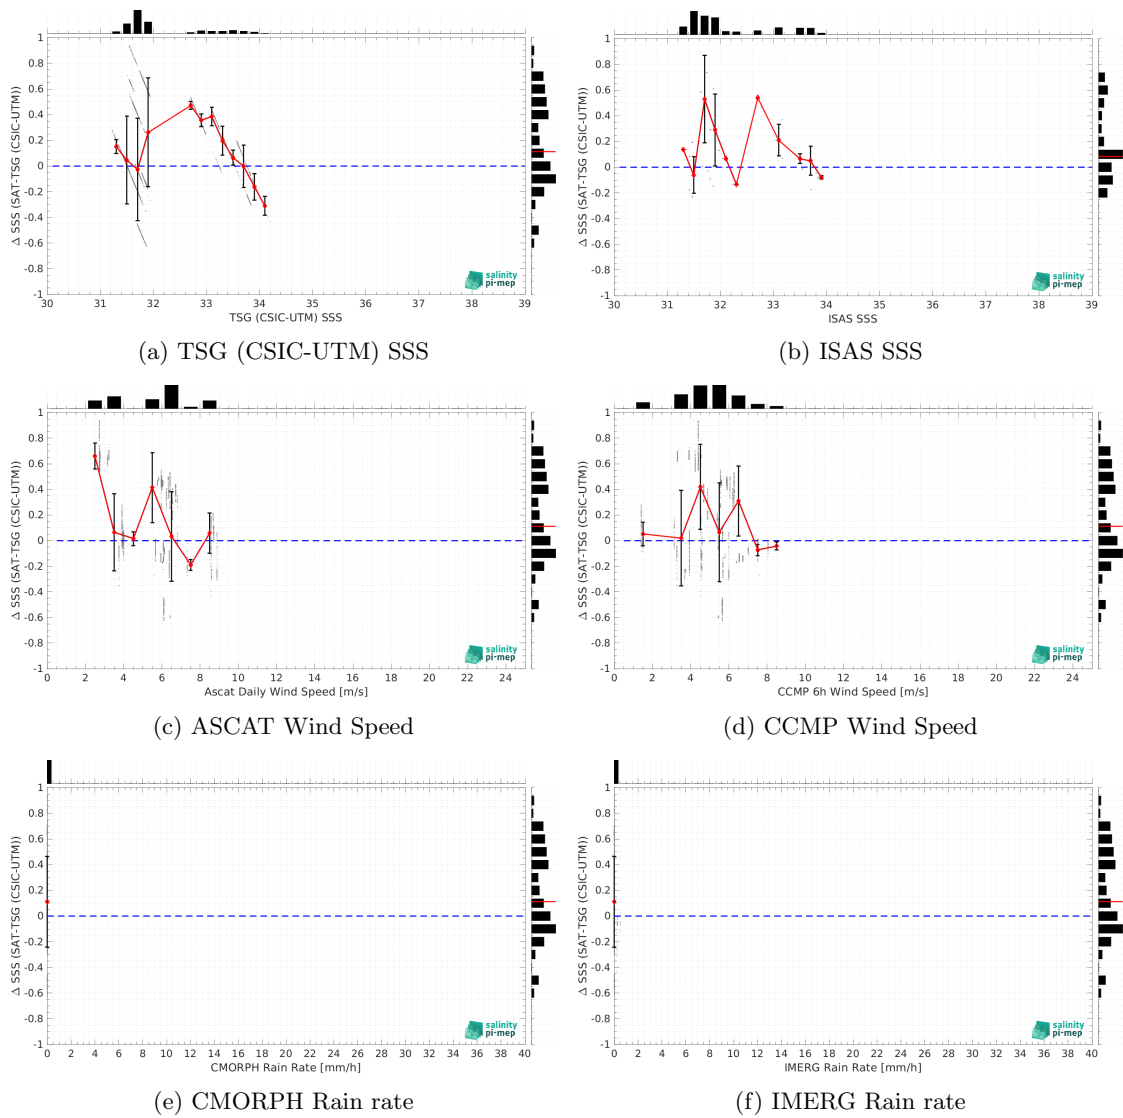 1
0.8
0.6
0.4
0.2
0
-0.2
-0.4
-0.6
-0.8
-1
Δ SSS (SAT-TSG (CSIC-UTM))
30 31 32 33 34 35 36 37 38 39
TSG (CSIC-UTM) SSS
salinity
pi-mep
(a) TSG (CSIC-UTM) SSS
1
0.8
0.6
0.4
0.2
0
-0.2
-0.4
-0.6
-0.8
-1
Δ SSS (SAT-TSG (CSIC-UTM))
30 31 32 33 34 35 36 37 38 39
ISAS SSS
salinity
pi-mep
(b) ISAS SSS
1
0.8
0.6
0.4
0.2
0
-0.2
-0.4
-0.6
-0.8
-1
Δ SSS (SAT-TSG (CSIC-UTM))
0 2 4 6 8 10 12 14 16 18 20 22 24
Ascat Daily Wind Speed [m/s]
salinity
pi-mep
(c) ASCAT Wind Speed
1
0.8
0.6
0.4
0.2
0
-0.2
-0.4
-0.6
-0.8
-1
Δ SSS (SAT-TSG (CSIC-UTM))
0 2 4 6 8 10 12 14 16 18 20 22 24
CCMP 6h Wind Speed [m/s]
salinity
pi-mep
(d) CCMP Wind Speed
1
0.8
0.6
0.4
0.2
0
-0.2
-0.4
-0.6
-0.8
-1
Δ SSS (SAT-TSG (CSIC-UTM))
0 2 4 6 8 10 12 14 16 18 20 22 24 26 28 30 32 34 36 38 40
CMORPH Rain Rate [mm/h]
salinity
pi-mep
(e) CMORPH Rain rate
1
0.8
0.6
0.4
0.2
0
-0.2
-0.4
-0.6
-0.8
-1
Δ SSS (SAT-TSG (CSIC-UTM))
0 2 4 6 8 10 12 14 16 18 20 22 24 26 28 30 32 34 36 38 40
IMERG Rain Rate [mm/h]
salinity
pi-mep
(f) IMERG Rain rate